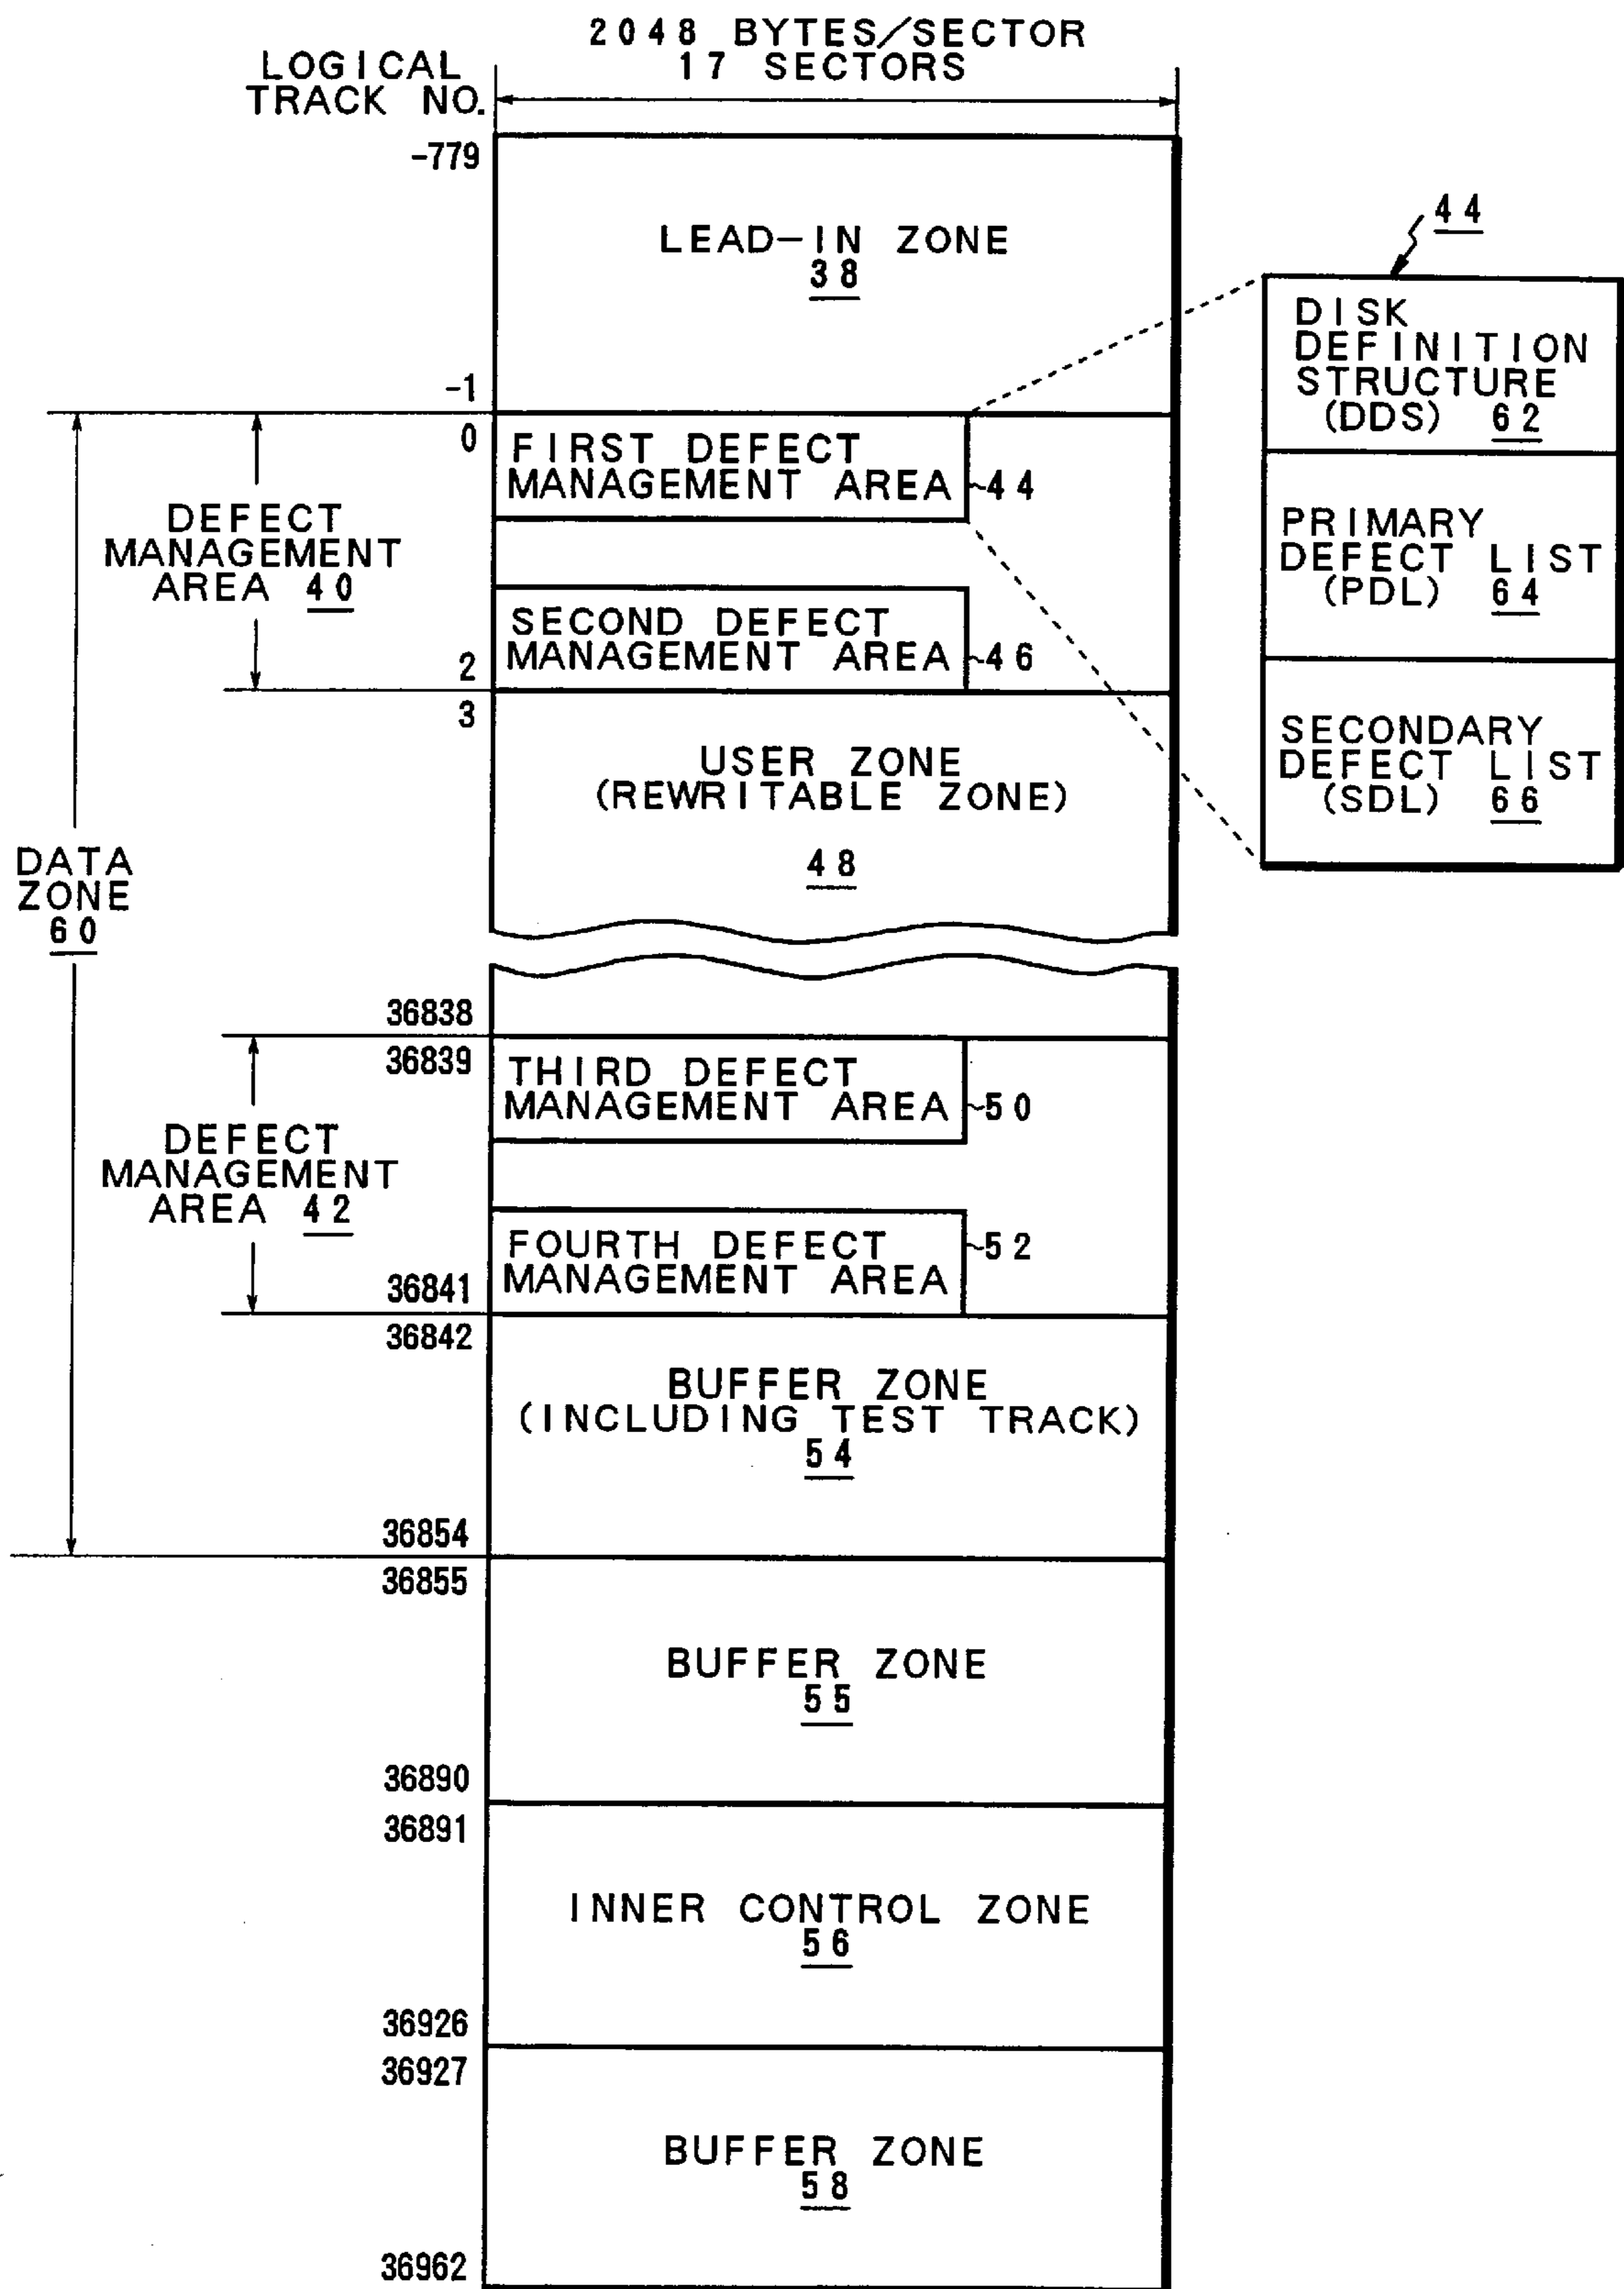 2048 BYTES/SECTOR
17 SECTORS
LOGICAL
TRACK NO.
-779
LEAD-IN ZONE
38
-1
44
DISK
DEFINITION
STRUCTURE
(DDS) 62
PRIMARY
DEFECT LIST
(PDL) 64
SECONDARY
DEFECT LIST
(SDL) 66
0
FIRST DEFECT
MANAGEMENT AREA 44
DEFECT
MANAGEMENT
AREA 40
SECOND DEFECT
MANAGEMENT AREA 46
2
3
USER ZONE
(REWRITABLE ZONE)
48
DATA
ZONE
60
36838
36839
THIRD DEFECT
MANAGEMENT AREA 50
DEFECT
MANAGEMENT
AREA 42
FOURTH DEFECT 52
MANAGEMENT AREA
36841
36842
BUFFER ZONE
(INCLUDING TEST TRACK)
54
36854
36855
BUFFER ZONE
55
36890
36891
INNER CONTROL ZONE
56
36926
36927
BUFFER ZONE
58
36962